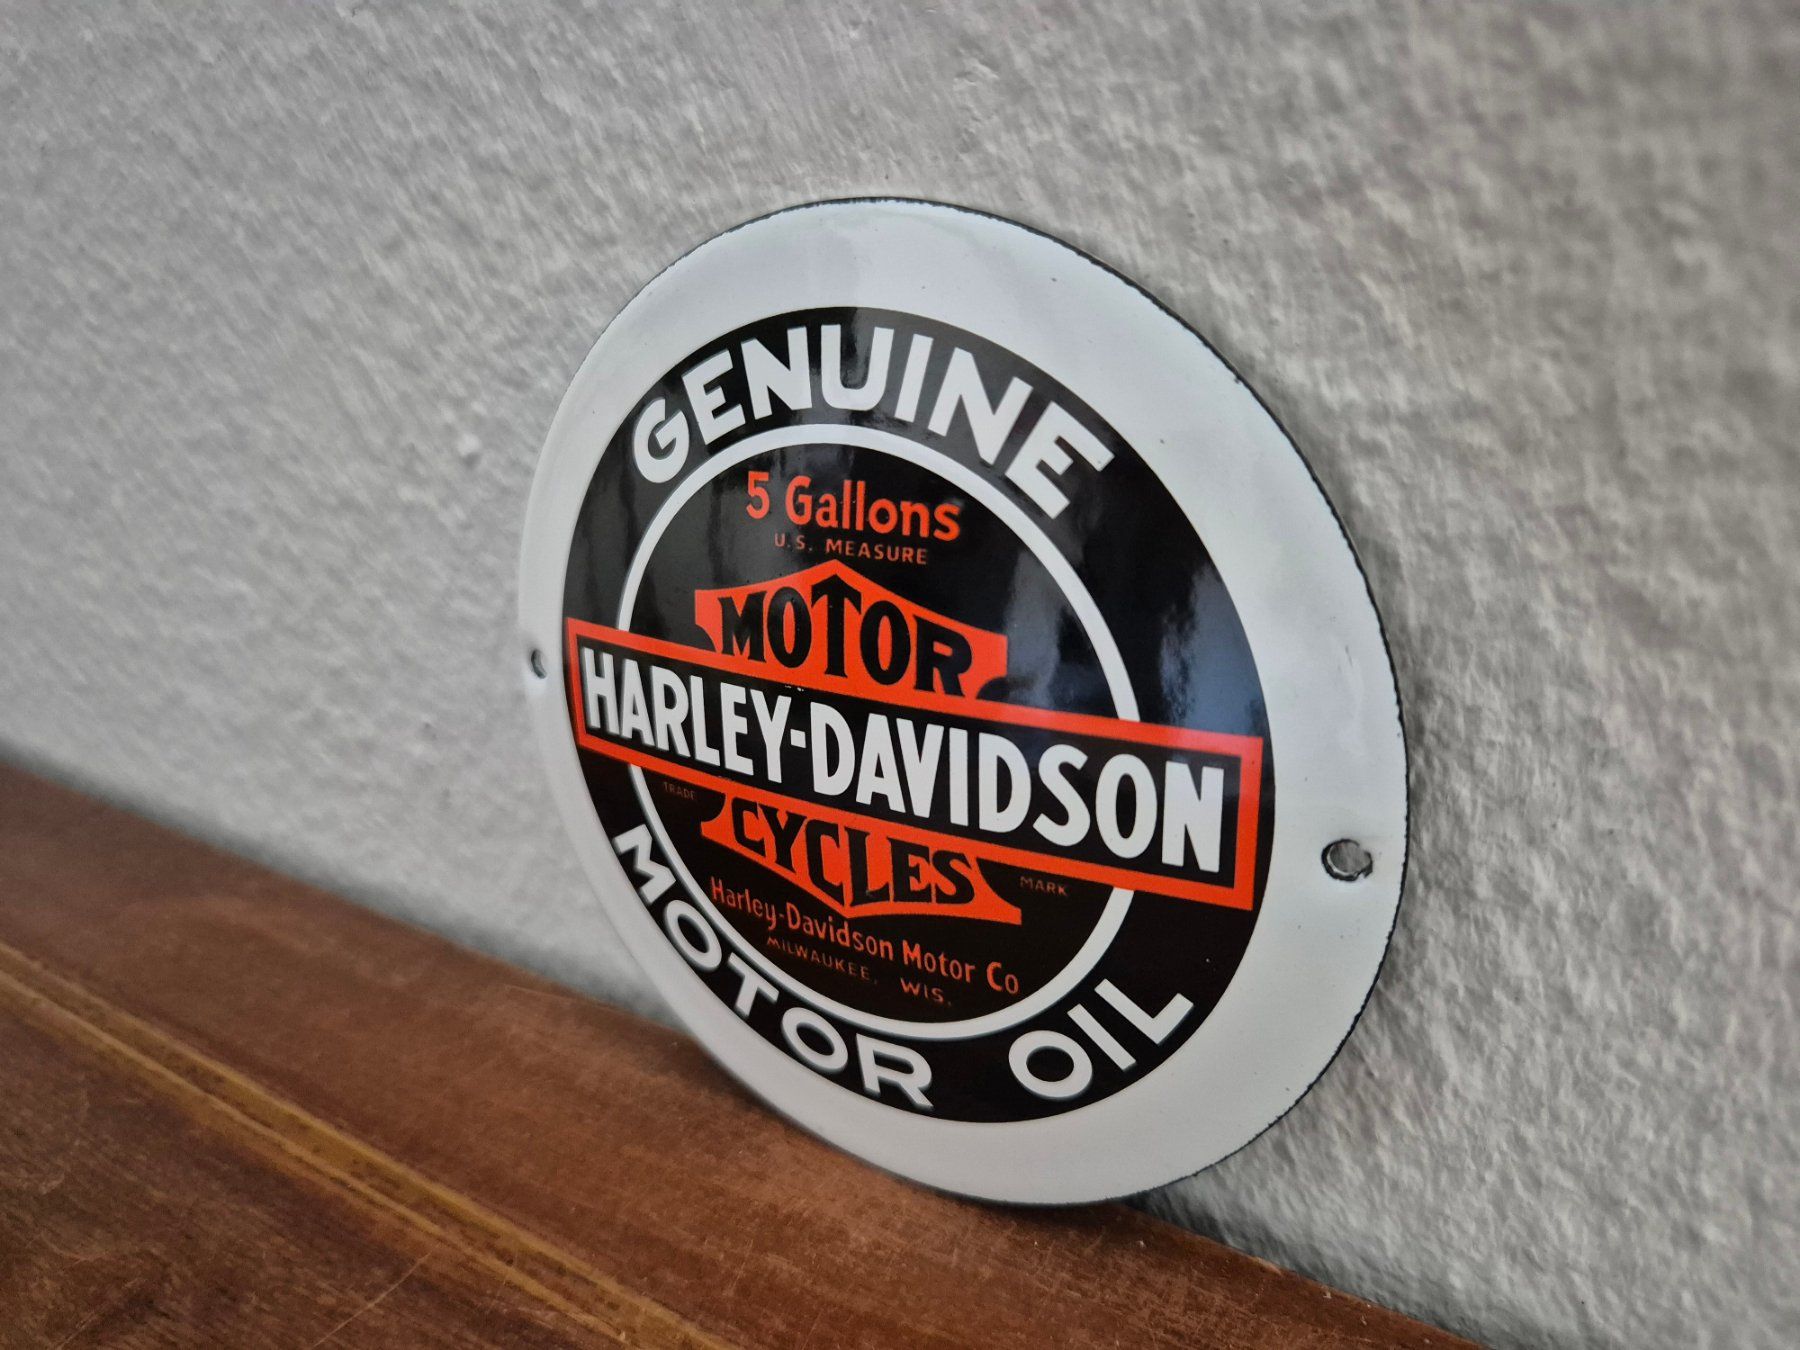 GENUINE
5 Gallons
U.S. MEASURE
MOTOR
HARLEY-DAVIDSON
CYCLES
TRADE MARK
Harley-Davidson Motor Co
MILWAUKEE, WIS.
MOTOR OIL